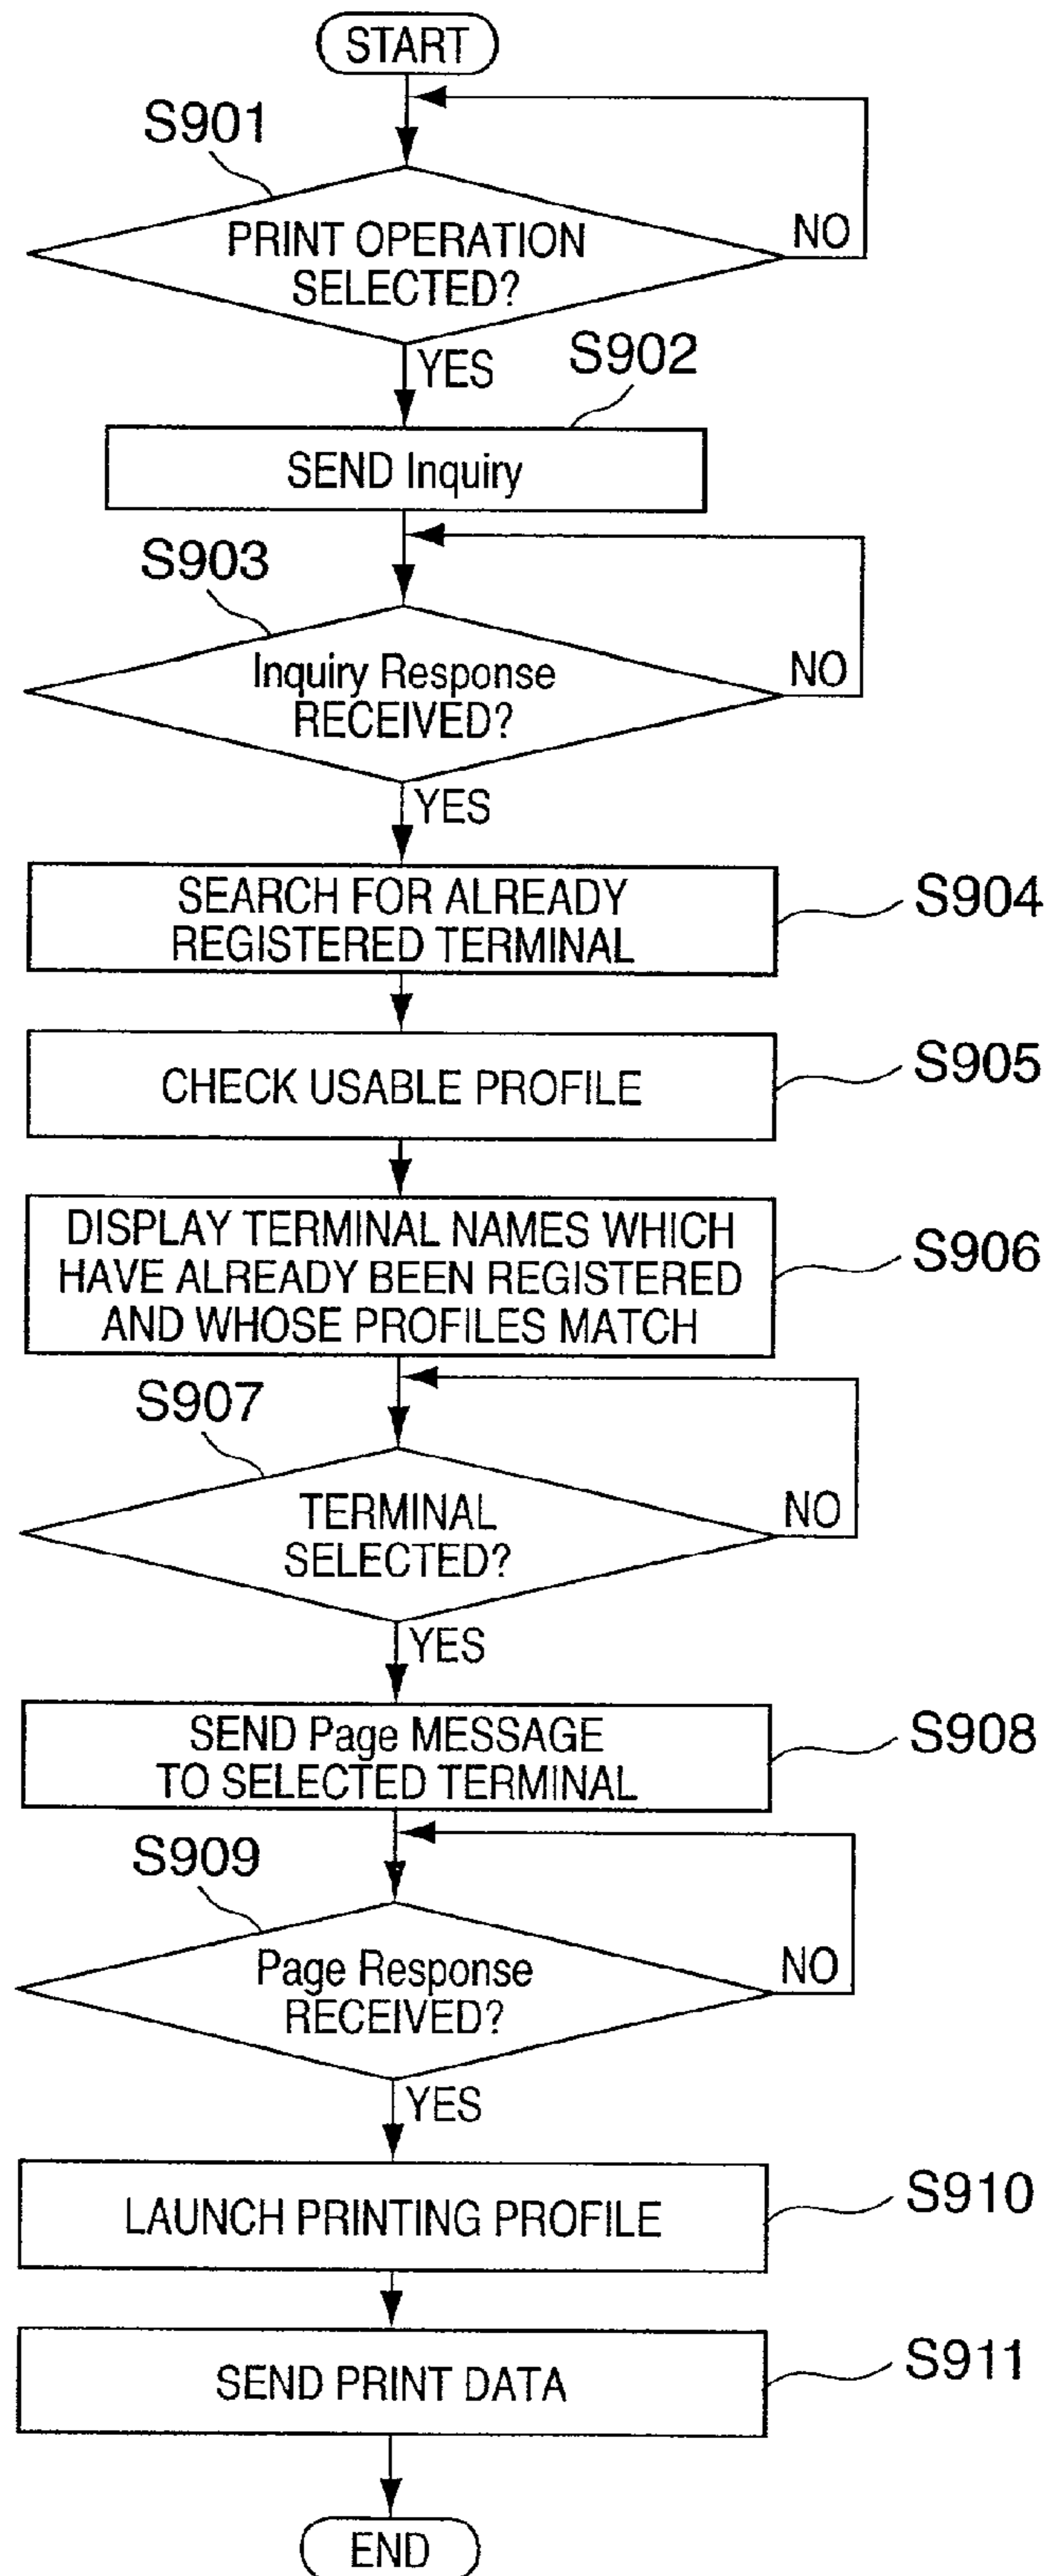 START
S901
PRINT OPERATION
SELECTED?
NO
YES
S902
SEND Inquiry
S903
Inquiry Response
RECEIVED?
NO
YES
SEARCH FOR ALREADY
REGISTERED TERMINAL
S904
CHECK USABLE PROFILE
S905
DISPLAY TERMINAL NAMES WHICH
HAVE ALREADY BEEN REGISTERED
AND WHOSE PROFILES MATCH
S906
S907
TERMINAL
SELECTED?
NO
YES
SEND Page MESSAGE
TO SELECTED TERMINAL
S908
S909
Page Response
RECEIVED?
NO
YES
LAUNCH PRINTING PROFILE
S910
SEND PRINT DATA
S911
END